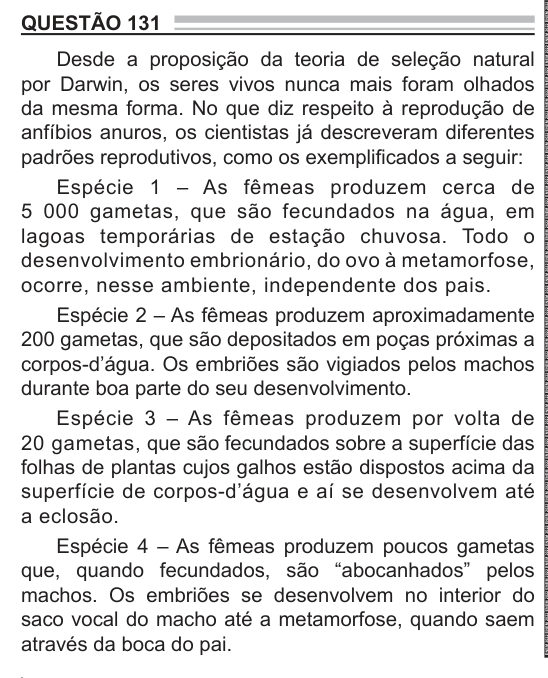 QUESTÃO 131
Desde a proposição da teoria de seleção natural
por Darwin, os seres vivos nunca mais foram olhados
da mesma forma. No que diz respeito à reprodução de
anfíbios anuros, os cientistas já descreveram diferentes
padrões reprodutivos, como os exemplificados a seguir:
Espécie 1 – As fêmeas produzem cerca de
5 000 gametas, que são fecundados na água, em
lagoas temporárias de estação chuvosa. Todo o
desenvolvimento embrionário, do ovo à metamorfose,
ocorre, nesse ambiente, independente dos pais.
Espécie 2 – As fêmeas produzem aproximadamente
200 gametas, que são depositados em poças próximas a
corpos-d’água. Os embriões são vigiados pelos machos
durante boa parte do seu desenvolvimento.
Espécie 3 – As fêmeas produzem por volta de
20 gametas, que são fecundados sobre a superfície das
folhas de plantas cujos galhos estão dispostos acima da
superfície de corpos-d’água e aí se desenvolvem até
a eclosão.
Espécie 4 – As fêmeas produzem poucos gametas
que, quando fecundados, são “abocanhados” pelos
machos. Os embriões se desenvolvem no interior do
saco vocal do macho até a metamorfose, quando saem
através da boca do pai.